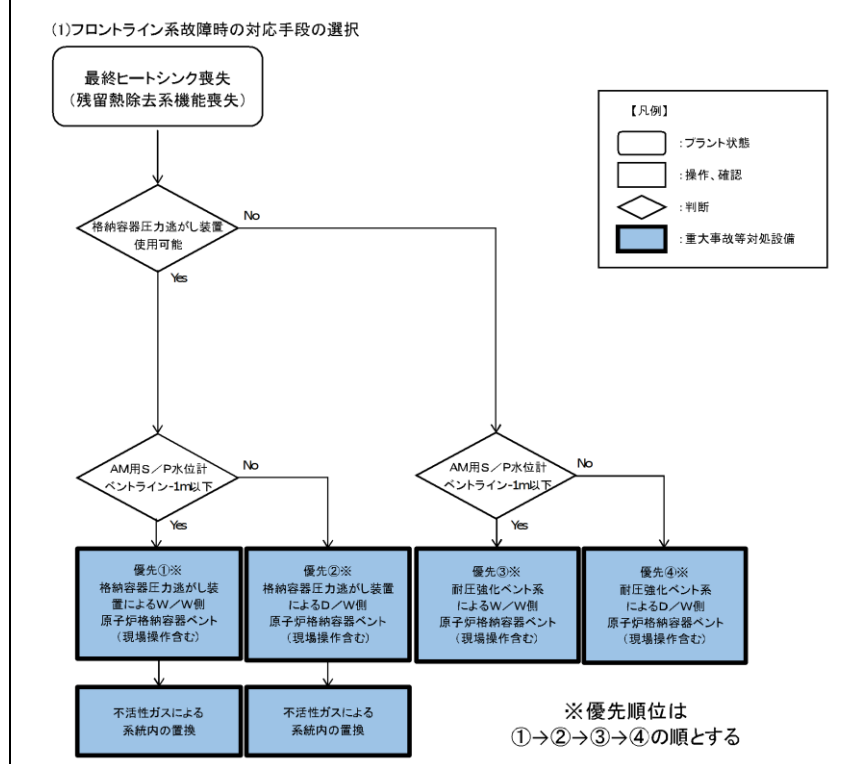 (1)フロントライン系故障時の対応手段の選択
最終ヒートシンク喪失
(残留熱除去系機能喪失)
【凡例】
:プラント状態
:操作、確認
:判断
:重大事故等対処設備
格納容器圧力逃がし装置
使用可能
No
Yes
AM用S/P水位計
ベントライン-1m以下
No
Yes
AM用S/P水位計
ベントライン-1m以下
No
Yes
優先①※
格納容器圧力逃がし装
置によるW/W側
原子炉格納容器ベント
(現場操作含む)
優先②※
格納容器圧力逃がし装置
によるD/W側
原子炉格納容器ベント
(現場操作含む)
優先③※
耐圧強化ベント系
によるW/W側
原子炉格納容器ベント
(現場操作含む)
優先④※
耐圧強化ベント系
によるD/W側
原子炉格納容器ベント
(現場操作含む)
不活性ガスによる
系統内の置換
不活性ガスによる
系統内の置換
※優先順位は
①→②→③→④の順とする